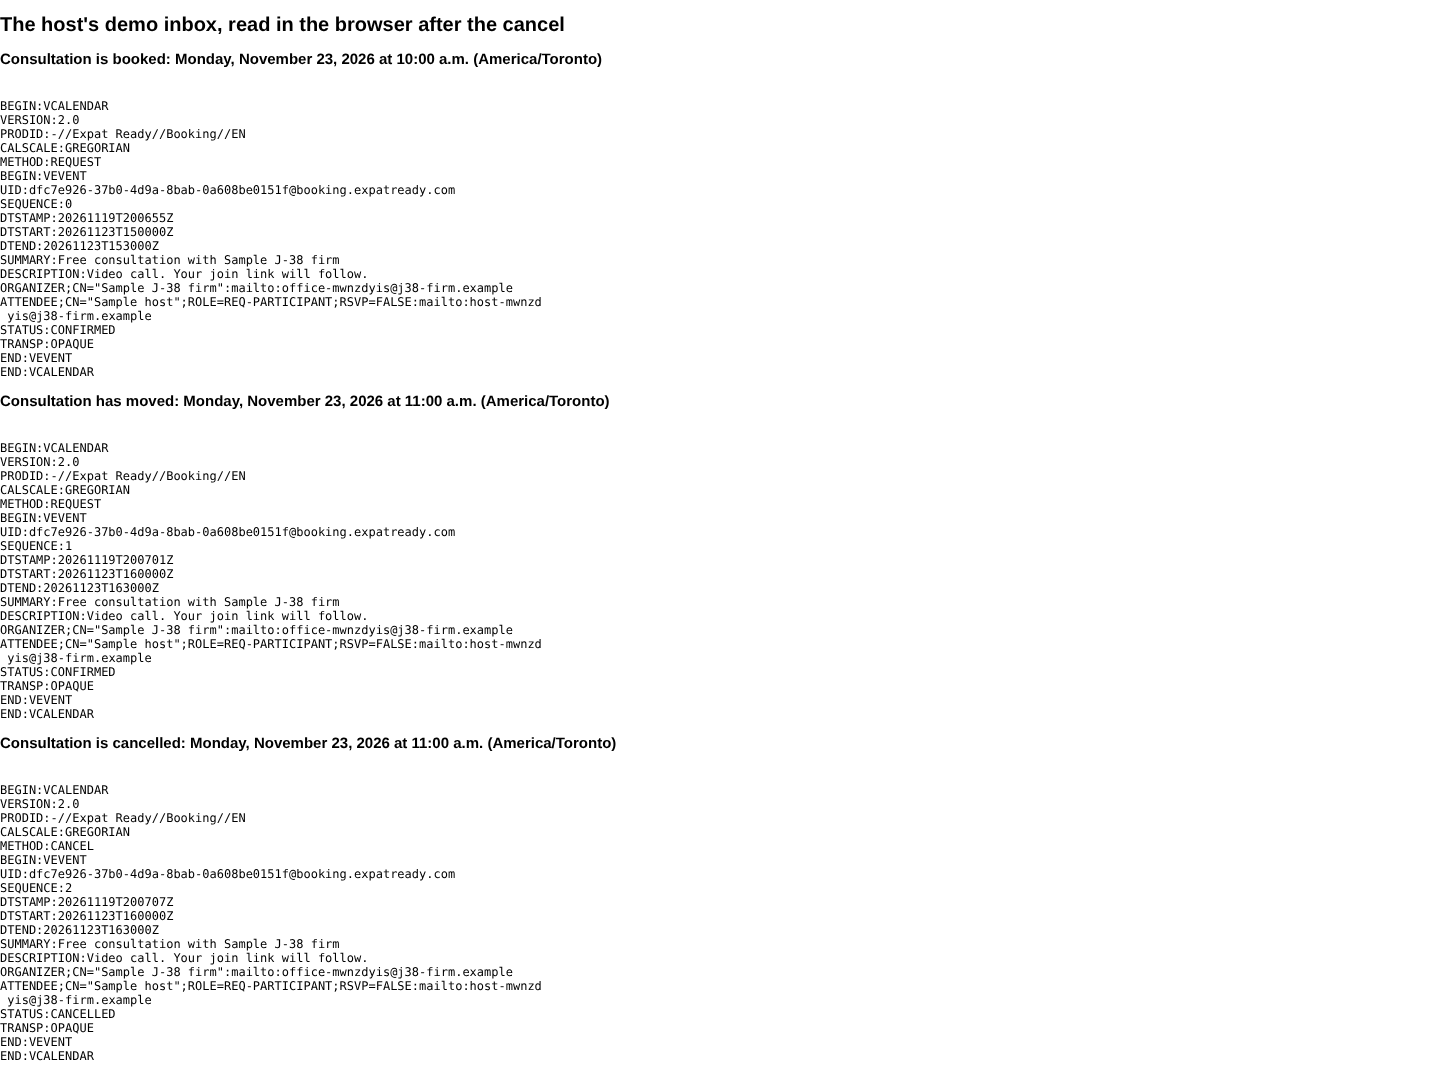 The host's demo inbox, read in the browser after the cancel
Consultation is booked: Monday, November 23, 2026 at 10:00 a.m. (America/Toronto)
BEGIN:VCALENDAR
VERSION:2.0
PRODID:-//Expat Ready//Booking//EN
CALSCALE:GREGORIAN
METHOD:REQUEST
BEGIN:VEVENT
UID:dfc7e926-37b0-4d9a-8bab-0a608be0151f@booking.expatready.com
SEQUENCE:0
DTSTAMP:20261119T200655Z
DTSTART:20261123T150000Z
DTEND:20261123T153000Z
SUMMARY:Free consultation with Sample J-38 firm
DESCRIPTION:Video call. Your join link will follow.
ORGANIZER;CN="Sample J-38 firm":mailto:office-mwnzdyis@j38-firm.example
ATTENDEE;CN="Sample host";ROLE=REQ-PARTICIPANT;RSVP=FALSE:mailto:host-mwnzd
 yis@j38-firm.example
STATUS:CONFIRMED
TRANSP:OPAQUE
END:VEVENT
END:VCALENDAR
Consultation has moved: Monday, November 23, 2026 at 11:00 a.m. (America/Toronto)
BEGIN:VCALENDAR
VERSION:2.0
PRODID:-//Expat Ready//Booking//EN
CALSCALE:GREGORIAN
METHOD:REQUEST
BEGIN:VEVENT
UID:dfc7e926-37b0-4d9a-8bab-0a608be0151f@booking.expatready.com
SEQUENCE:1
DTSTAMP:20261119T200701Z
DTSTART:20261123T160000Z
DTEND:20261123T163000Z
SUMMARY:Free consultation with Sample J-38 firm
DESCRIPTION:Video call. Your join link will follow.
ORGANIZER;CN="Sample J-38 firm":mailto:office-mwnzdyis@j38-firm.example
ATTENDEE;CN="Sample host";ROLE=REQ-PARTICIPANT;RSVP=FALSE:mailto:host-mwnzd
 yis@j38-firm.example
STATUS:CONFIRMED
TRANSP:OPAQUE
END:VEVENT
END:VCALENDAR
Consultation is cancelled: Monday, November 23, 2026 at 11:00 a.m. (America/Toronto)
BEGIN:VCALENDAR
VERSION:2.0
PRODID:-//Expat Ready//Booking//EN
CALSCALE:GREGORIAN
METHOD:CANCEL
BEGIN:VEVENT
UID:dfc7e926-37b0-4d9a-8bab-0a608be0151f@booking.expatready.com
SEQUENCE:2
DTSTAMP:20261119T200707Z
DTSTART:20261123T160000Z
DTEND:20261123T163000Z
SUMMARY:Free consultation with Sample J-38 firm
DESCRIPTION:Video call. Your join link will follow.
ORGANIZER;CN="Sample J-38 firm":mailto:office-mwnzdyis@j38-firm.example
ATTENDEE;CN="Sample host";ROLE=REQ-PARTICIPANT;RSVP=FALSE:mailto:host-mwnzd
 yis@j38-firm.example
STATUS:CANCELLED
TRANSP:OPAQUE
END:VEVENT
END:VCALENDAR